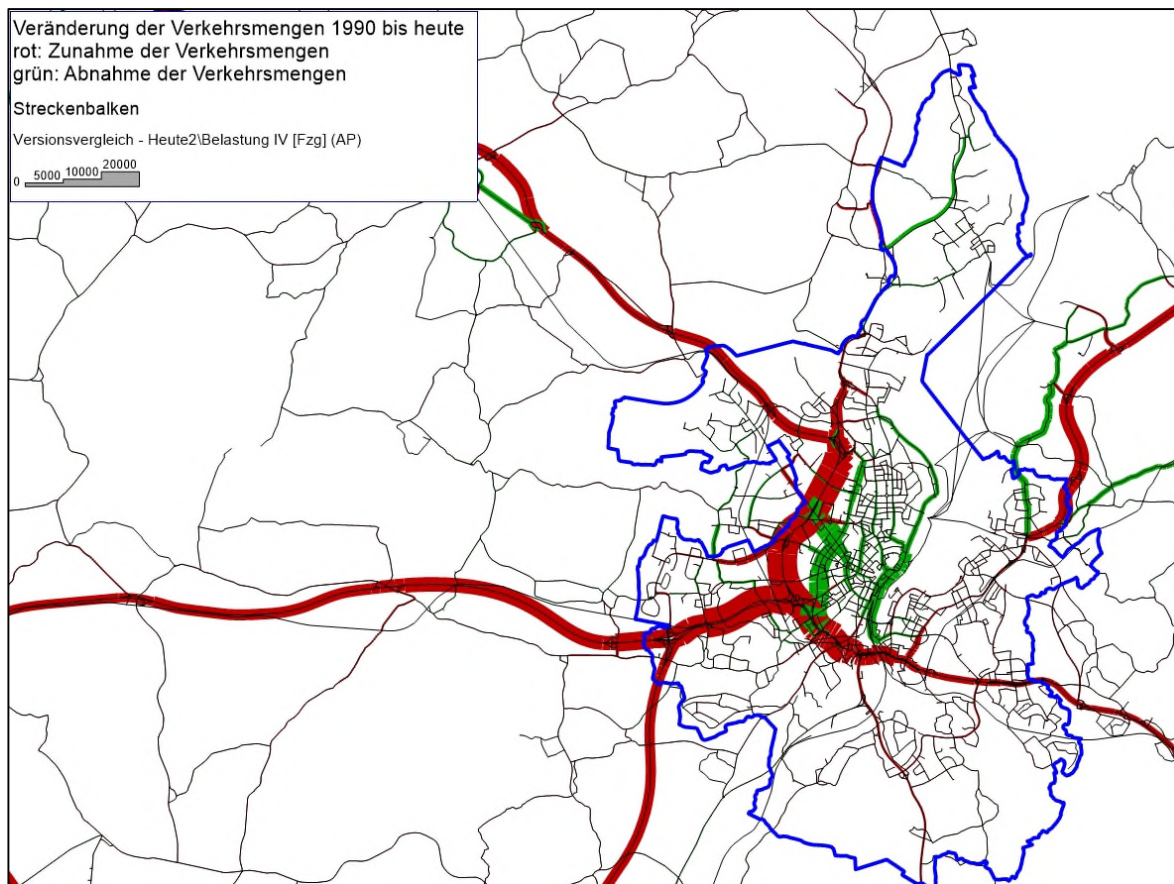 Veränderung der Verkehrsmengen 1990 bis heute
rot: Zunahme der Verkehrsmengen
grün: Abnahme der Verkehrsmengen
Streckenbalken
Versionsvergleich - Heute2\Belastung IV [Fzg] (AP)
0 5000 10000 20000